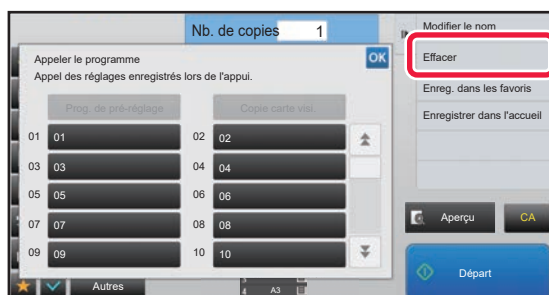 Nb. de copies 1
Modifier le nom
Appeler le programme
OK
Effacer
Appel des réglages enregistrés lors de l'appui.
Enreg. dans les favoris
Prog. de pré-réglage
Copie carte visi.
Enregistrer dans l'accueil
01 01
02 02
03 03
04 04
05 05
06 06
07 07
08 08
Aperçu
CA
09 09
10 10
Départ
Autres
4 A3